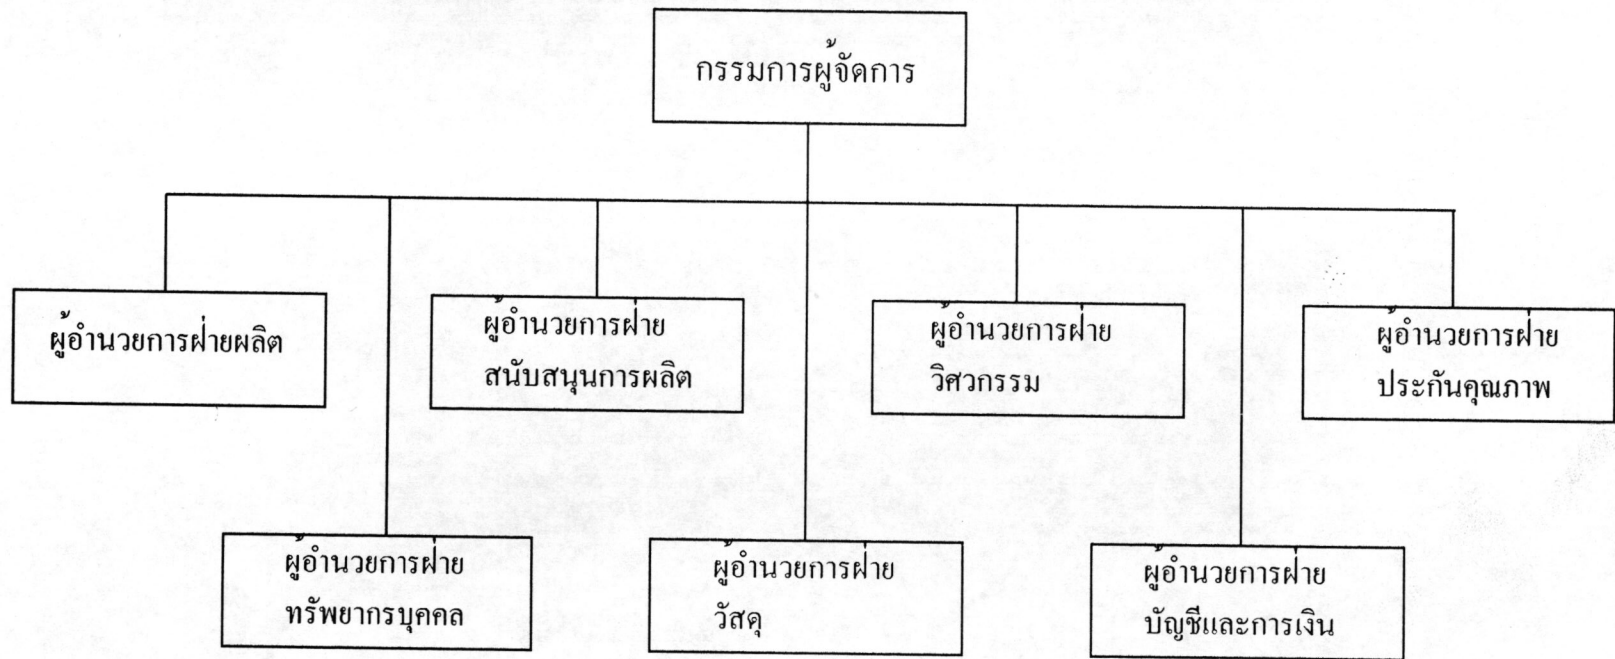 กรรมการผู้จัดการ
ผู้อำนวยการฝ่ายผลิต
ผู้อำนวยการฝ่าย
สนับสนุนการผลิต
ผู้อำนวยการฝ่าย
วิศวกรรม
ผู้อำนวยการฝ่าย
ประกันคุณภาพ
ผู้อำนวยการฝ่าย
ทรัพยากรบุคคล
ผู้อำนวยการฝ่าย
วัสดุ
ผู้อำนวยการฝ่าย
บัญชีและการเงิน